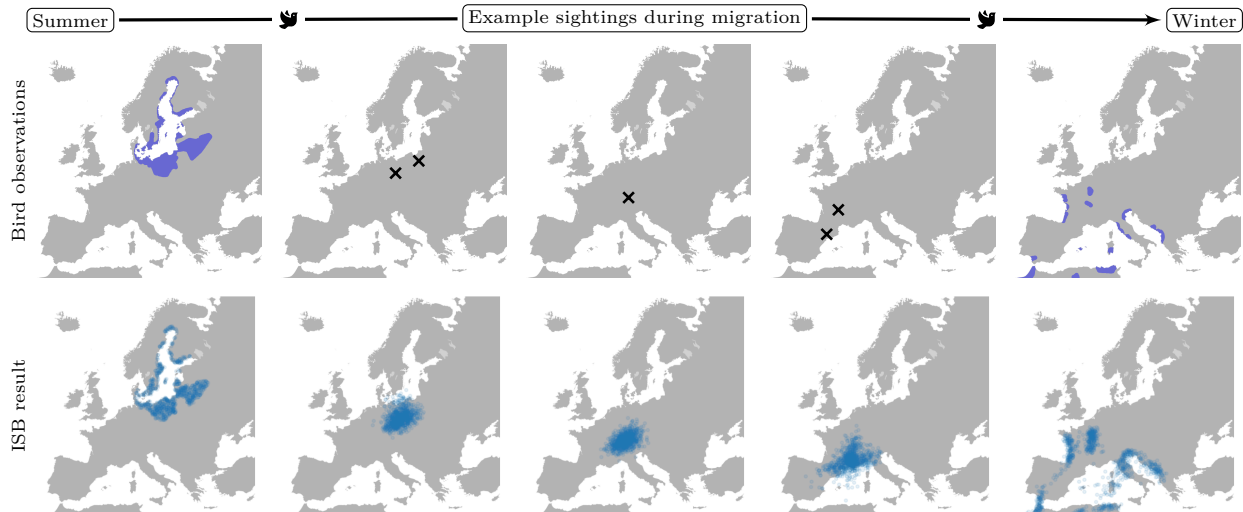 Summer
Example sightings during migration
Winter
Bird observations
ISB result